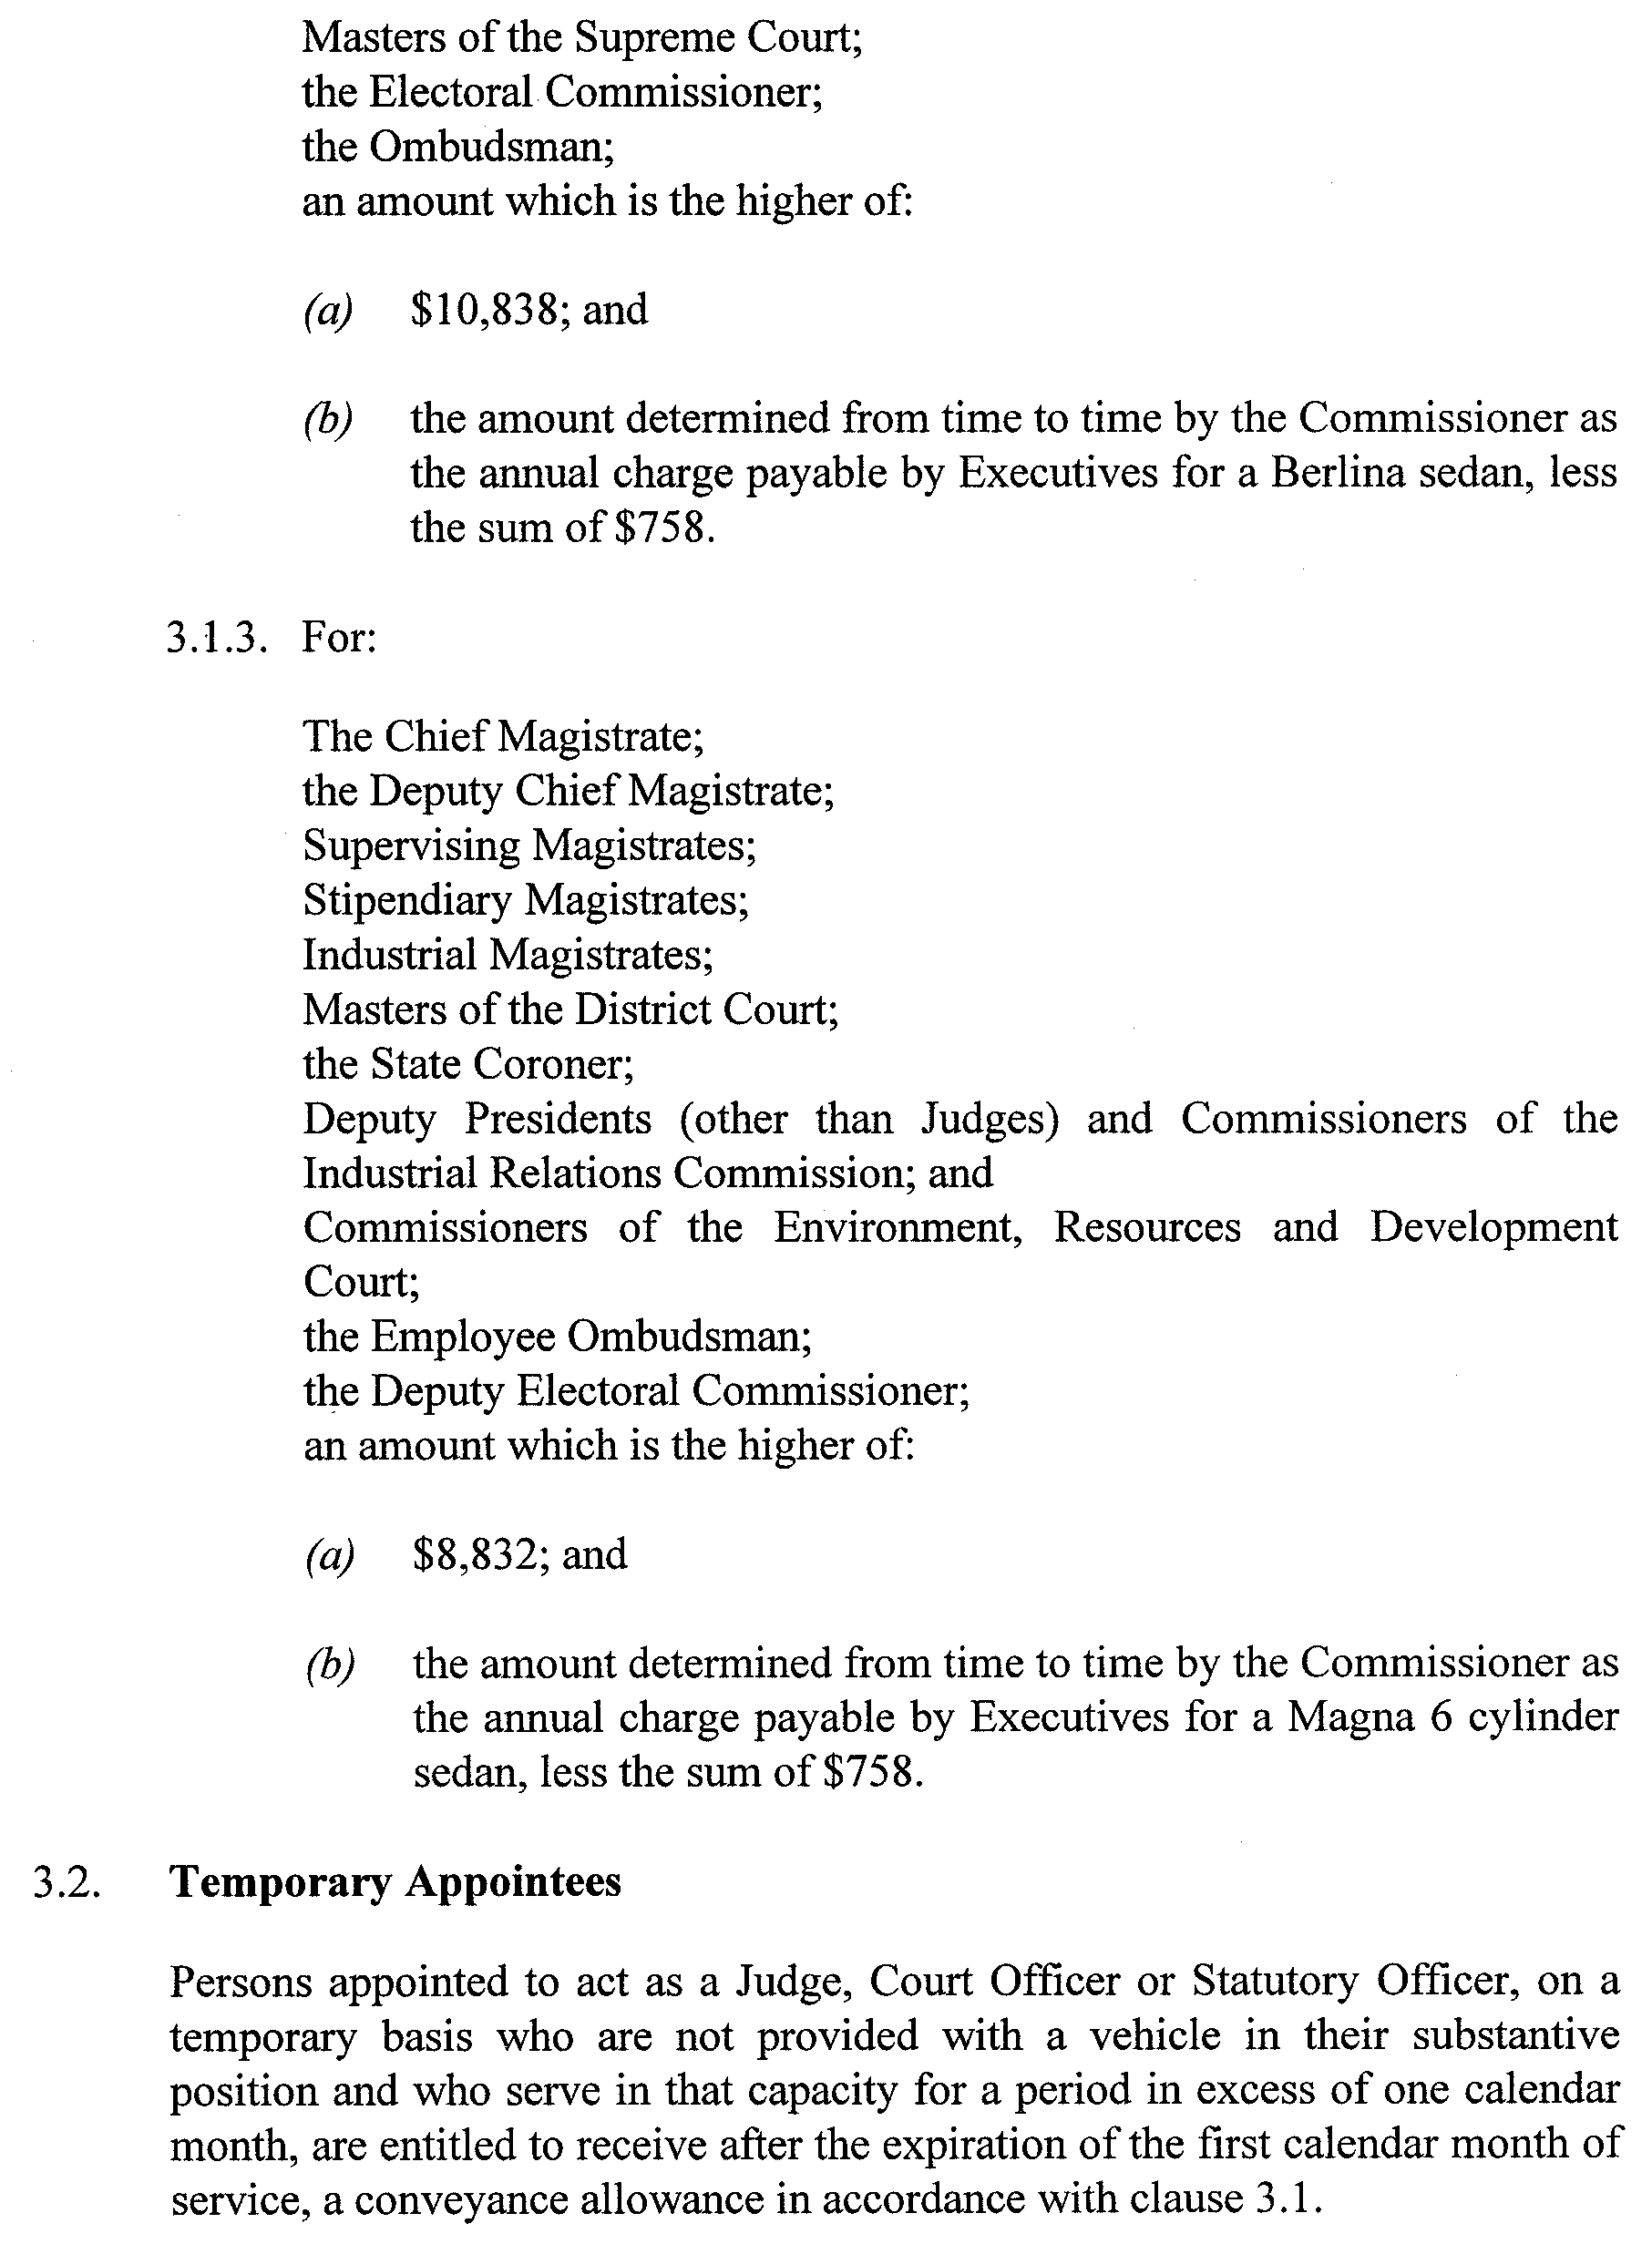 Masters of the Supreme Court;
the Electoral Commissioner;
the Ombudsman;
an amount which is the higher of:
(a) $10,838; and
(b) the amount determined from time to time by the Commissioner as
the annual charge payable by Executives for a Berlina sedan, less
the sum of $758.
3.1.3. For:
The Chief Magistrate;
the Deputy Chief Magistrate;
Supervising Magistrates;
Stipendiary Magistrates;
Industrial Magistrates;
Masters of the District Court;
the State Coroner;
Deputy Presidents (other than Judges) and Commissioners of the
Industrial Relations Commission; and
Commissioners of the Environment, Resources and Development
Court;
the Employee Ombudsman;
the Deputy Electoral Commissioner;
an amount which is the higher of:
(a) $8,832; and
(b) the amount determined from time to time by the Commissioner as
the annual charge payable by Executives for a Magna 6 cylinder
sedan, less the sum of $758.
3.2. Temporary Appointees
Persons appointed to act as a Judge, Court Officer or Statutory Officer, on a
temporary basis who are not provided with a vehicle in their substantive
position and who serve in that capacity for a period in excess of one calendar
month, are entitled to receive after the expiration of the first calendar month of
service, a conveyance allowance in accordance with clause 3.1.